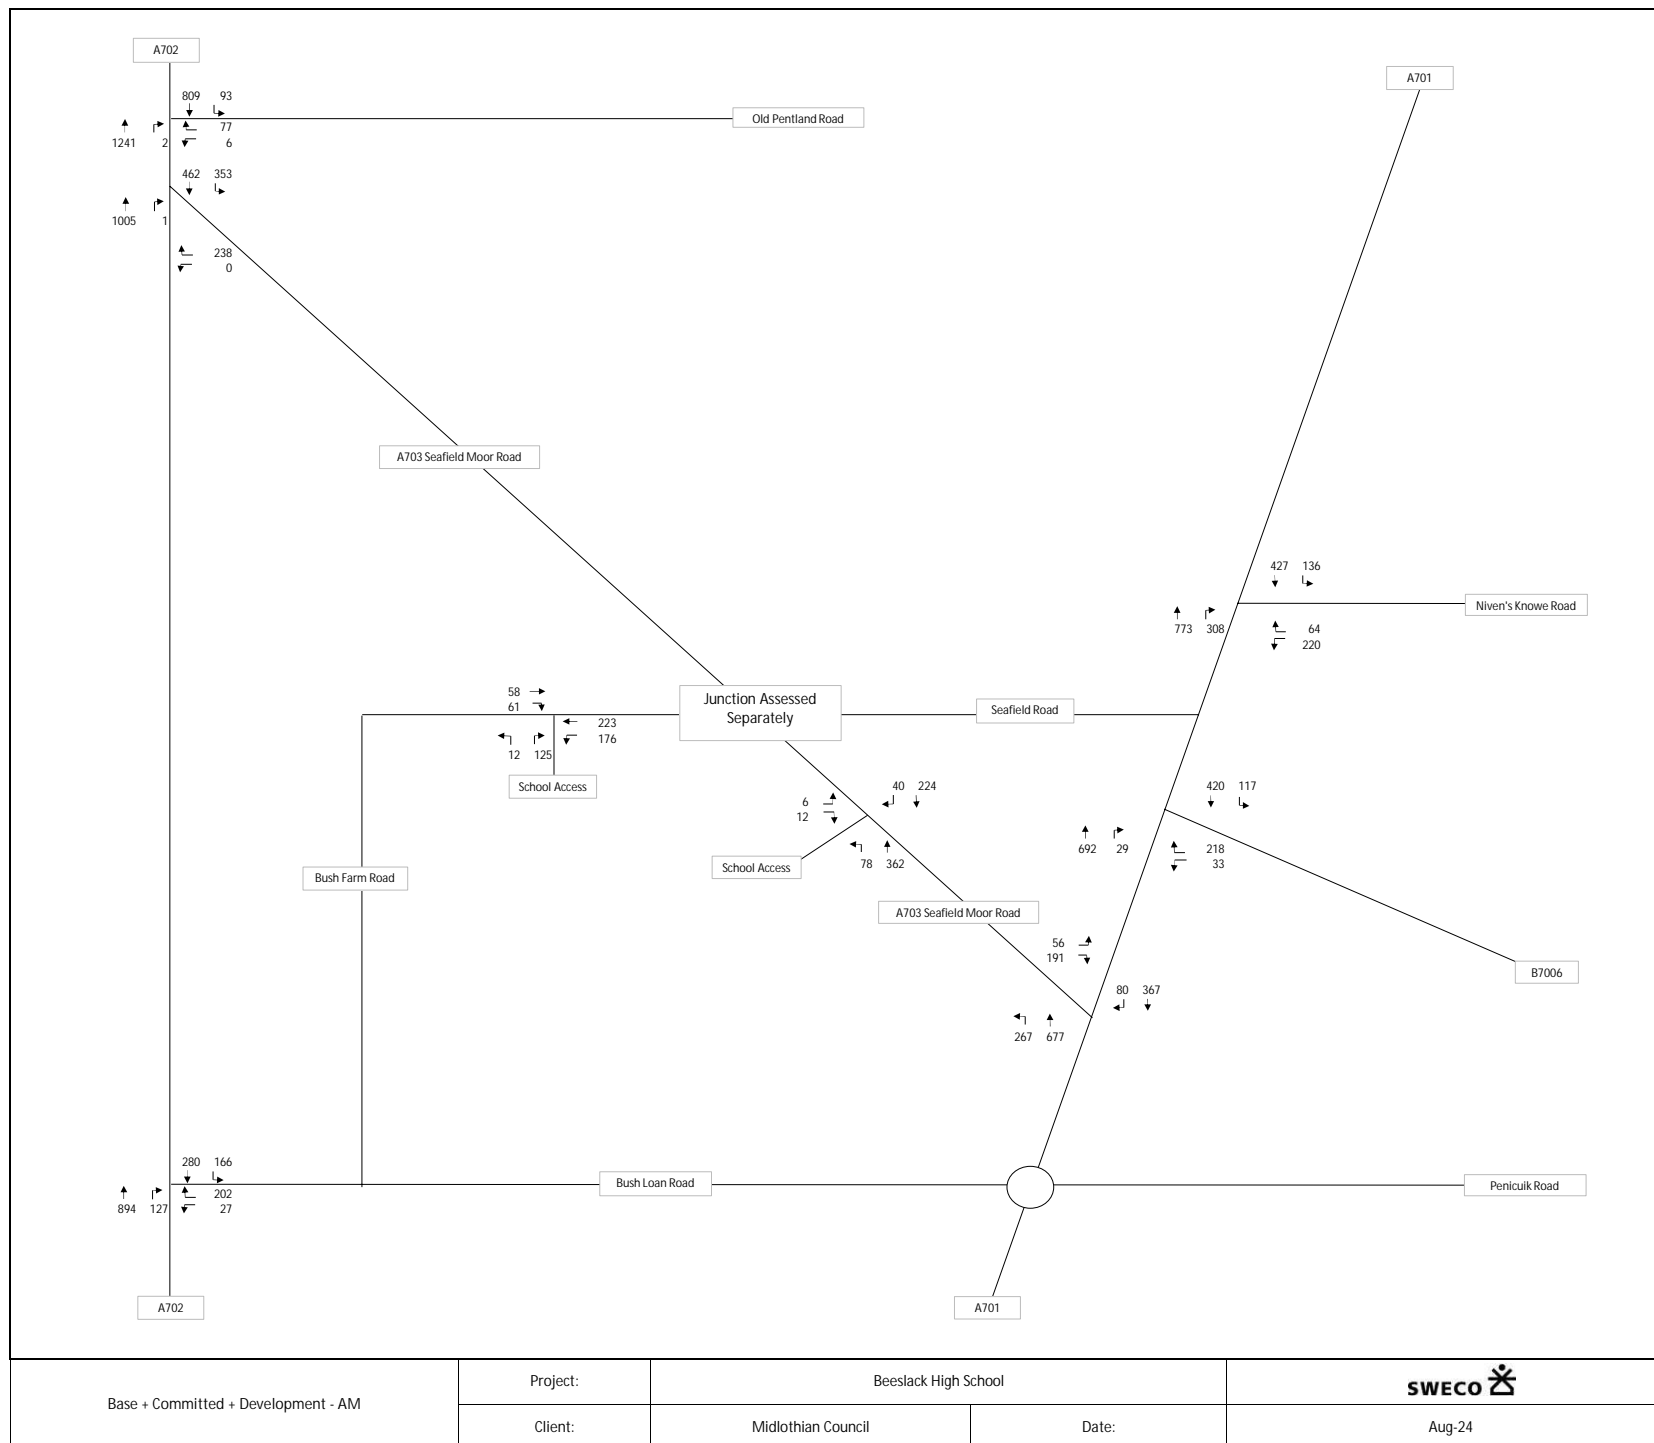 A702
A701
809 93
Old Pentland Road
77
1241 2 6
462 353
1005 1
238
0
A703 Seafield Moor Road
427 136
Niven's Knowe Road
773 308 64
220
58
61
Junction Assessed
Separately
Seafield Road
223
176
12 125
School Access
40 224
6
12
420 117
692 29 218
33
78 362
School Access
Bush Farm Road
A703 Seafield Moor Road
56
191
B7006
80 367
267 677
280 166
Bush Loan Road
Penicuik Road
202
894 127 27
A702
A701
Base + Committed + Development - AM
Project:
Beeslack High School
SWECO
Client:
Midlothian Council
Date:
Aug-24